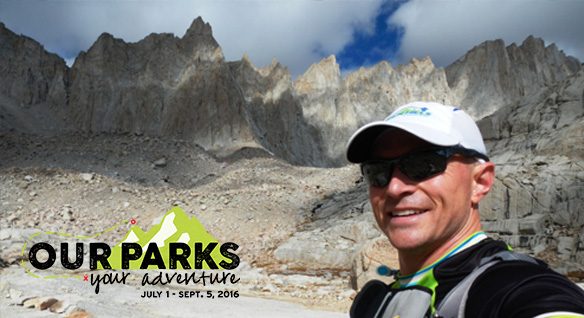 OUR PARKS
your adventure
JULY 1 - SEPT. 5, 2016